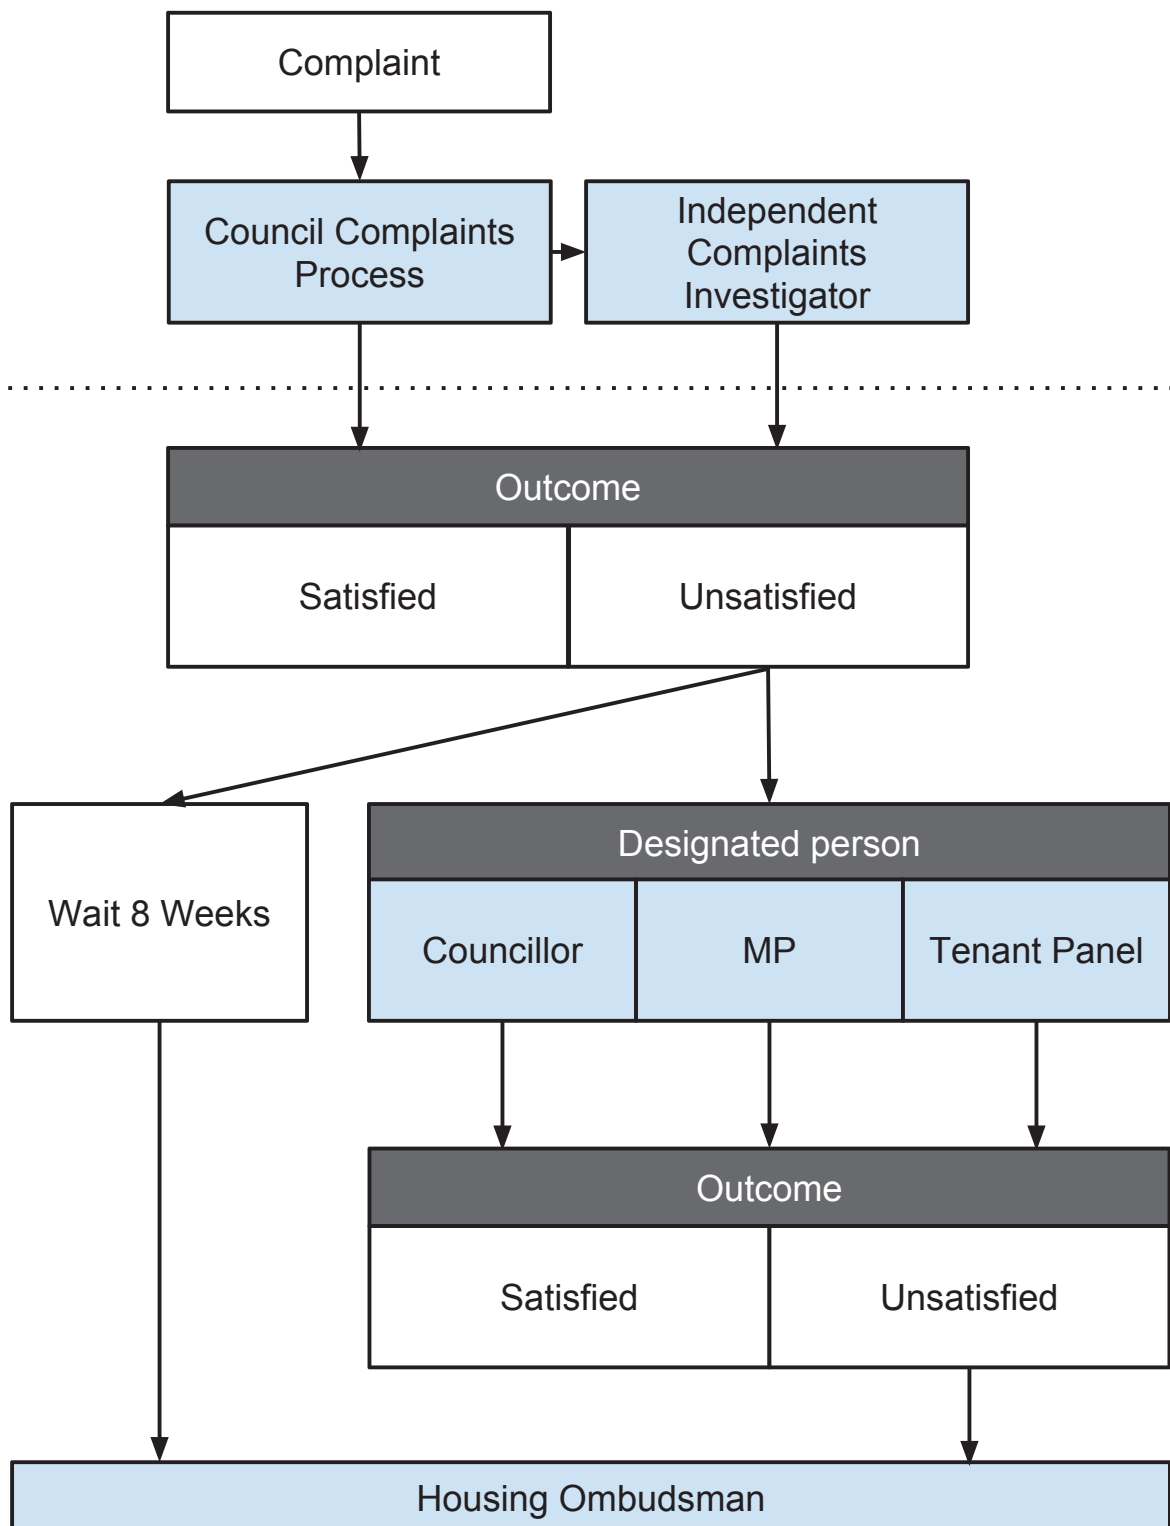 Complaint
Council Complaints
Process
Independent
Complaints
Investigator
Outcome
Satisfied
Unsatisfied
Wait 8 Weeks
Designated person
Councillor
MP
Tenant Panel
Outcome
Satisfied
Unsatisfied
Housing Ombudsman